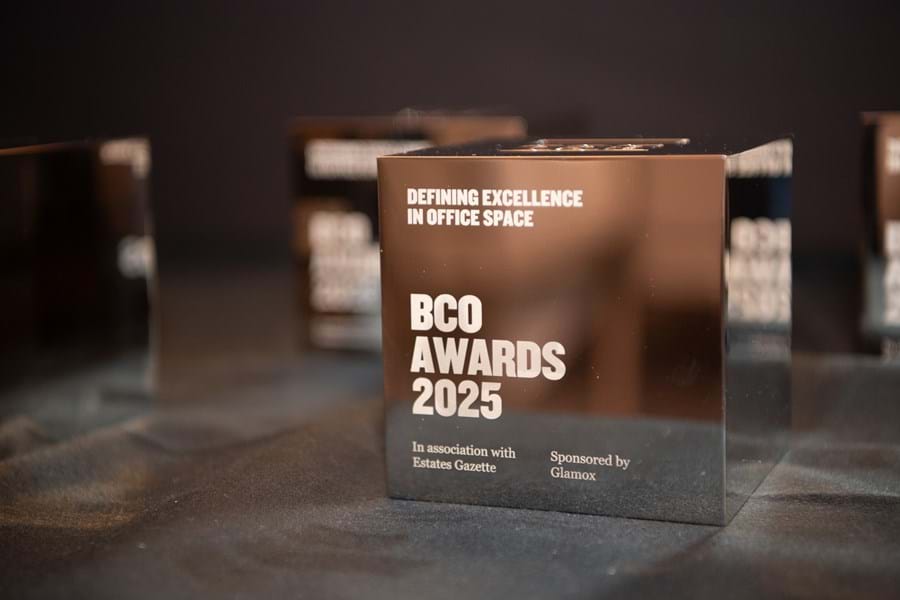 DEFINING EXCELLENCE
IN OFFICE SPACE
BCO
AWARDS
2025
In association with
Estates Gazette
Sponsored by
Glamox